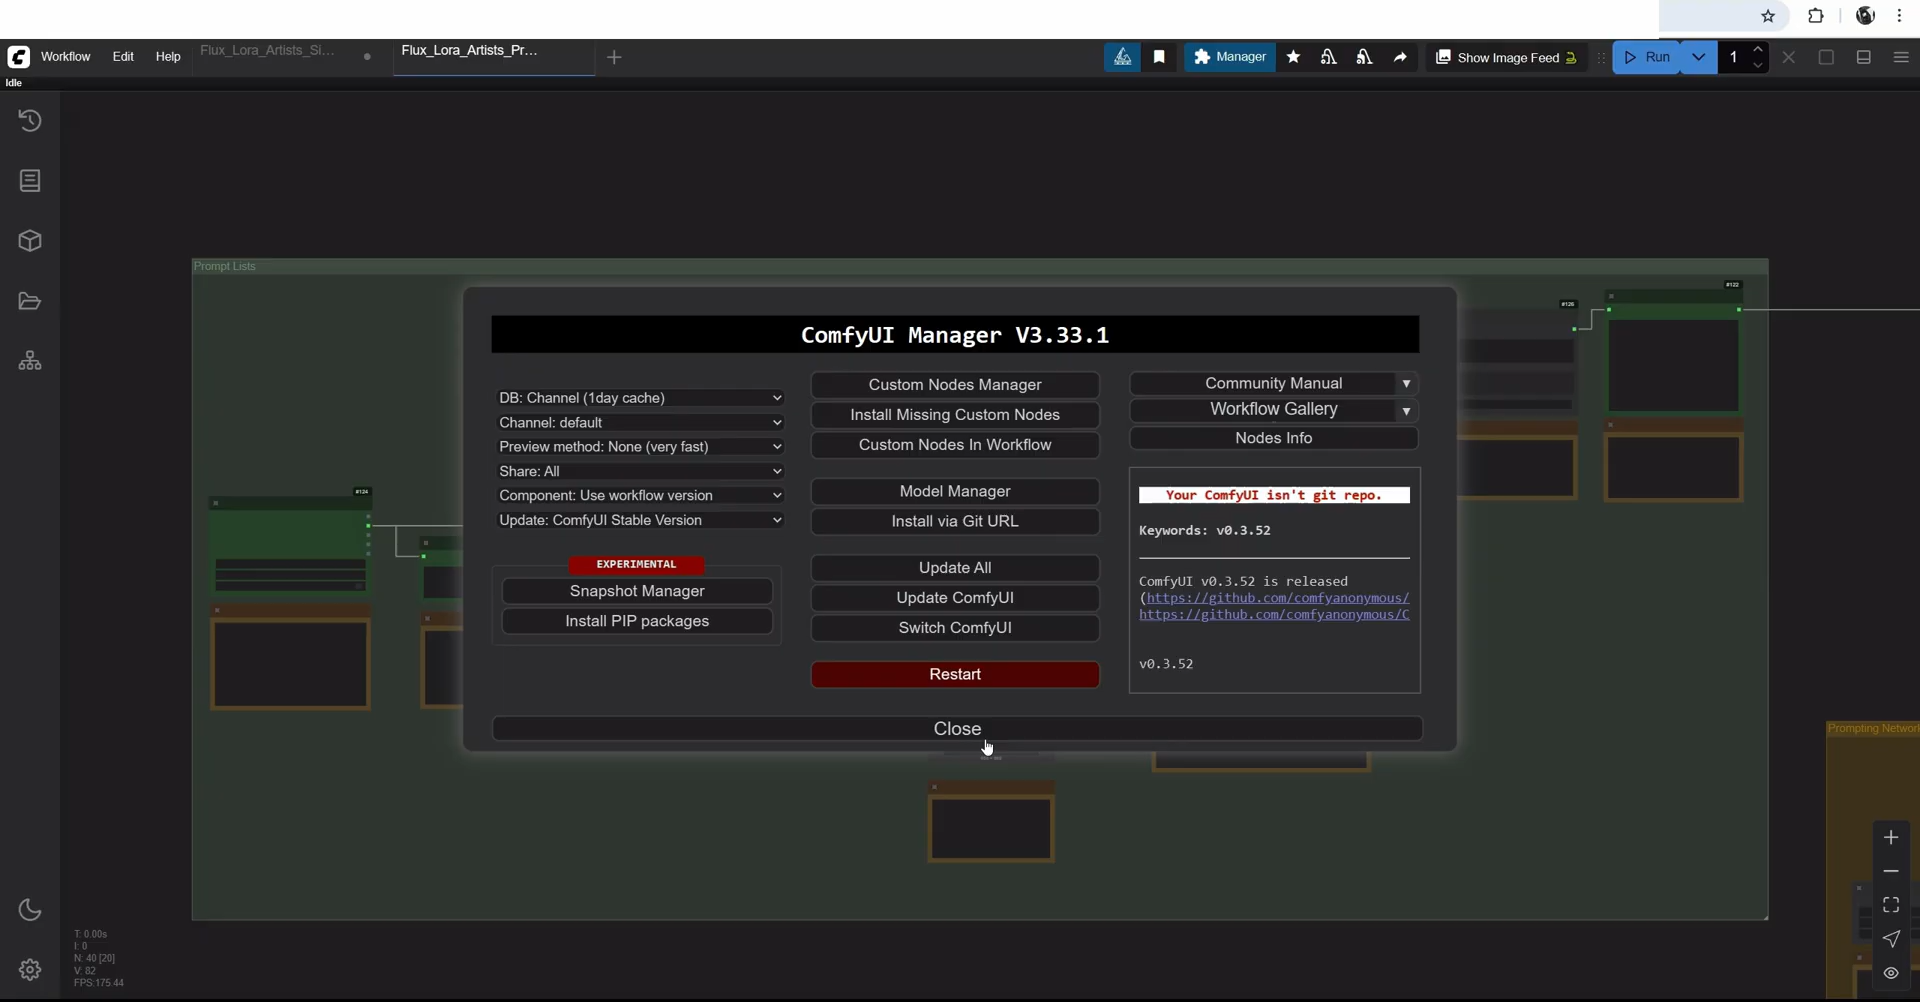 Workflow
Edit
Help
Flux_Lora_Artists_Si...
Flux_Lora_Artists_Pr...
Manager
Show Image Feed
Run
1
Idle
Prompt Lists
#126
#122
#124
ComfyUI Manager V3.33.1
DB: Channel (1day cache)
Channel: default
Preview method: None (very fast)
Share: All
Component: Use workflow version
Update: ComfyUI Stable Version
EXPERIMENTAL
Snapshot Manager
Install PIP packages
Custom Nodes Manager
Install Missing Custom Nodes
Custom Nodes In Workflow
Model Manager
Install via Git URL
Update All
Update ComfyUI
Switch ComfyUI
Restart
Community Manual
Workflow Gallery
Nodes Info
Your ComfyUI isn't git repo.
Keywords: v0.3.52
ComfyUI v0.3.52 is released
(https://github.com/comfyanonymous/
https://github.com/comfyanonymous/C
v0.3.52
Close
Prompting Network
T: 0.00s
I: 0
N: 40 [20]
V: 82
FPS:175.44